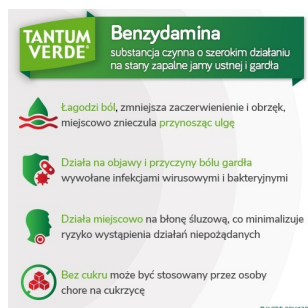 TANTUM
VERDE®
Benzydamina
substancja czynna o szerokim działaniu
na stany zapalne jamy ustnej i gardła
Łagodzi ból, zmniejsza zaczerwienienie i obrzęk,
miejscowo znieczula przynosząc ulgę
Działa na objawy i przyczyny bólu gardła
wywołane infekcjami wirusowymi i bakteryjnymi
Działa miejscowo na błonę śluzową, co minimalizuje
ryzyko wystąpienia działań niepożądanych
Bez cukru może być stosowany przez osoby
chore na cukrzycę